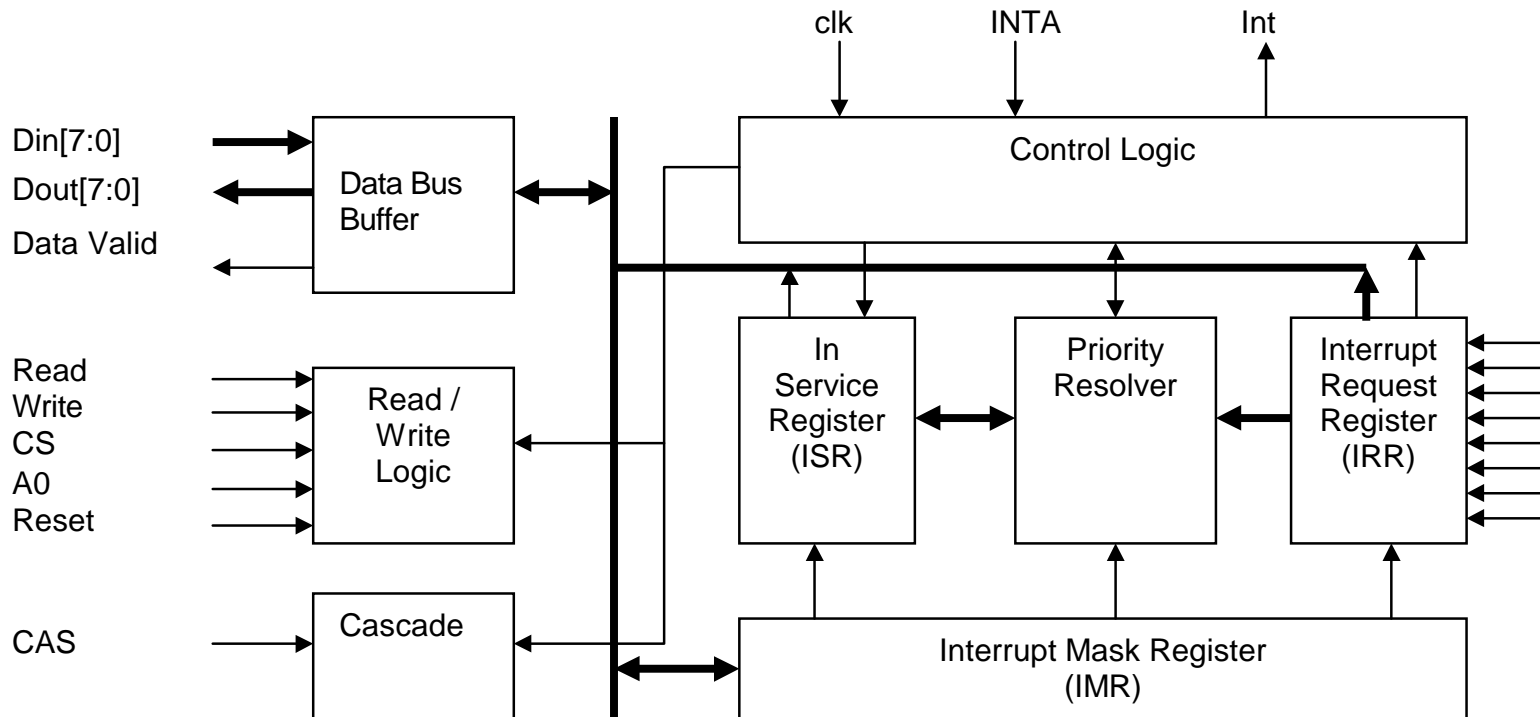 clk
INTA
Int
Din[7:0]
Dout[7:0]
Data Valid
Data Bus
Buffer
Control Logic
Read
Write
CS
A0
Reset
Read /
Write
Logic
In
Service
Register
(ISR)
Priority
Resolver
Interrupt
Request
Register
(IRR)
CAS
Cascade
Interrupt Mask Register
(IMR)